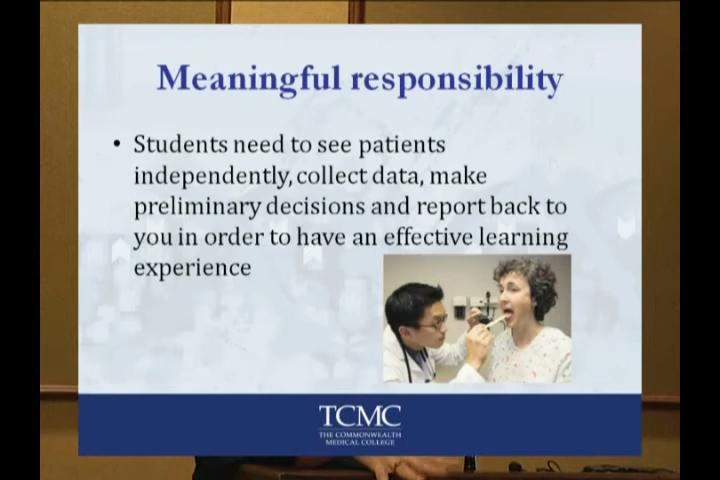 Meaningful responsibility
• Students need to see patients
independently, collect data, make
preliminary decisions and report back to
you in order to have an effective learning
experience
TCMC
THE COMMONWEALTH
MEDICAL COLLEGE